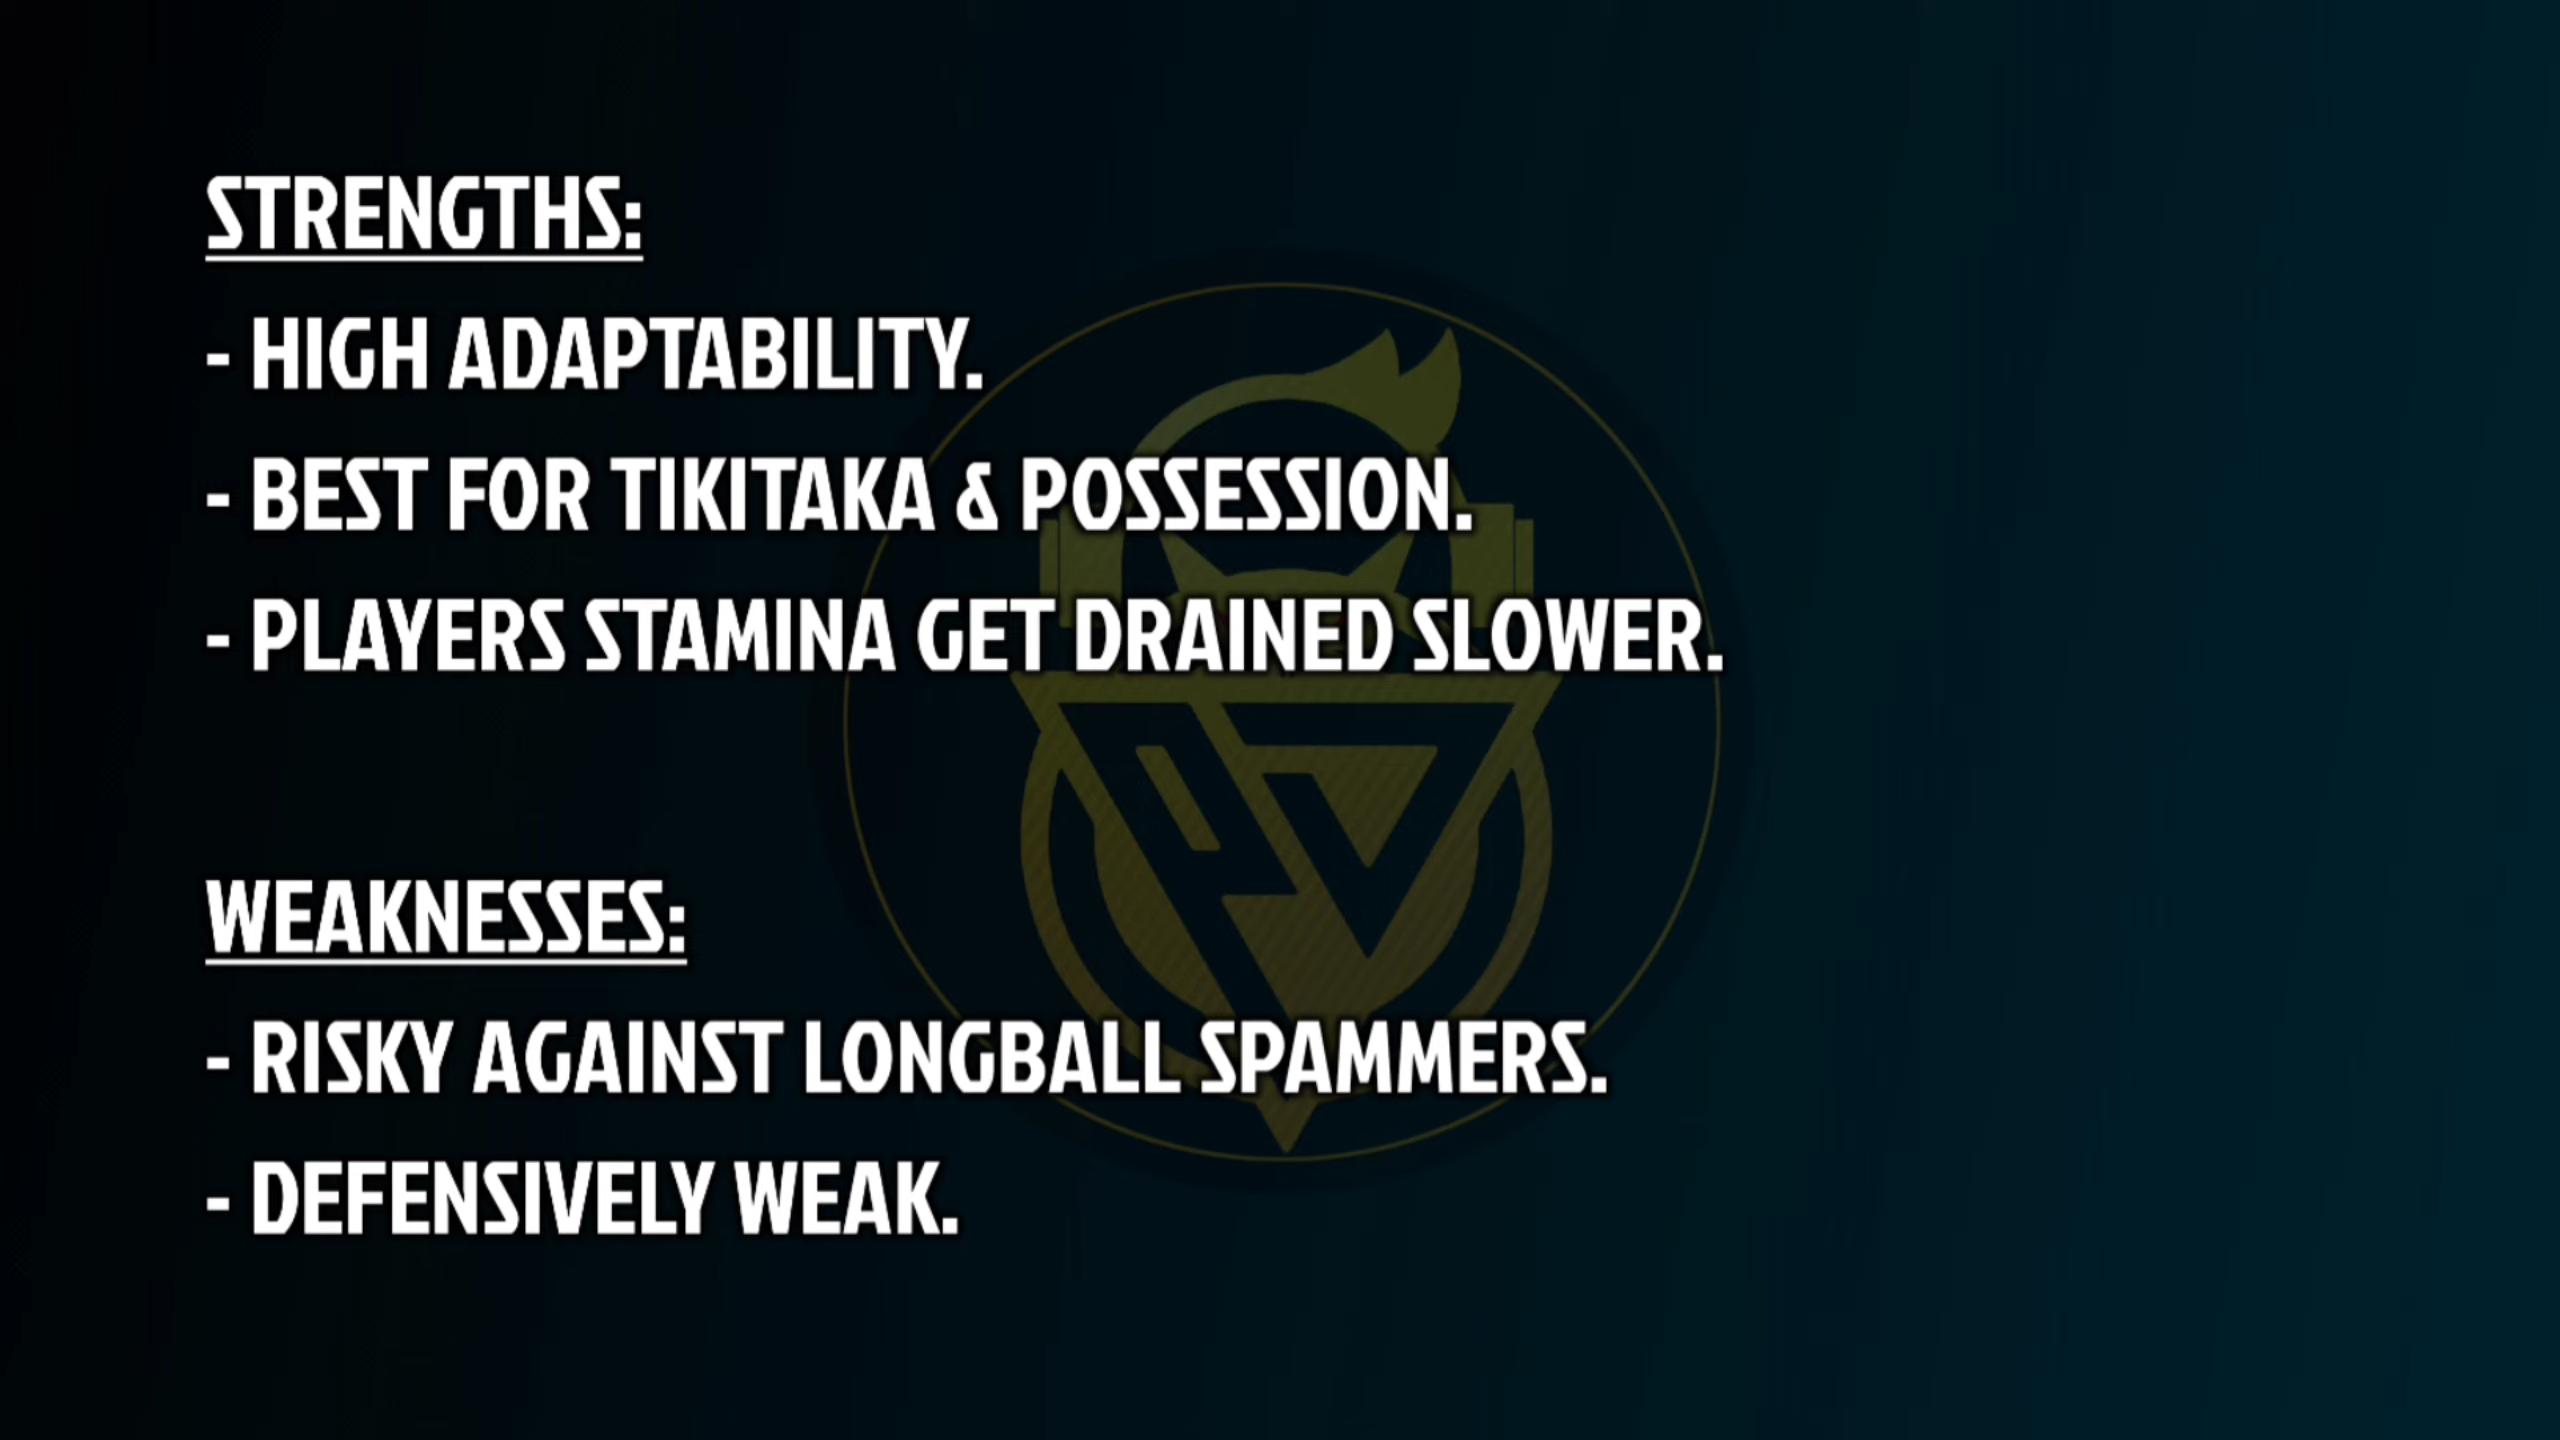 STRENGTHS:
- HIGH ADAPTABILITY.
- BEST FOR TIKITAKA & POSSESSION.
- PLAYERS STAMINA GET DRAINED SLOWER.
WEAKNESSES:
- RISKY AGAINST LONGBALL SPAMMERS.
- DEFENSIVELY WEAK.